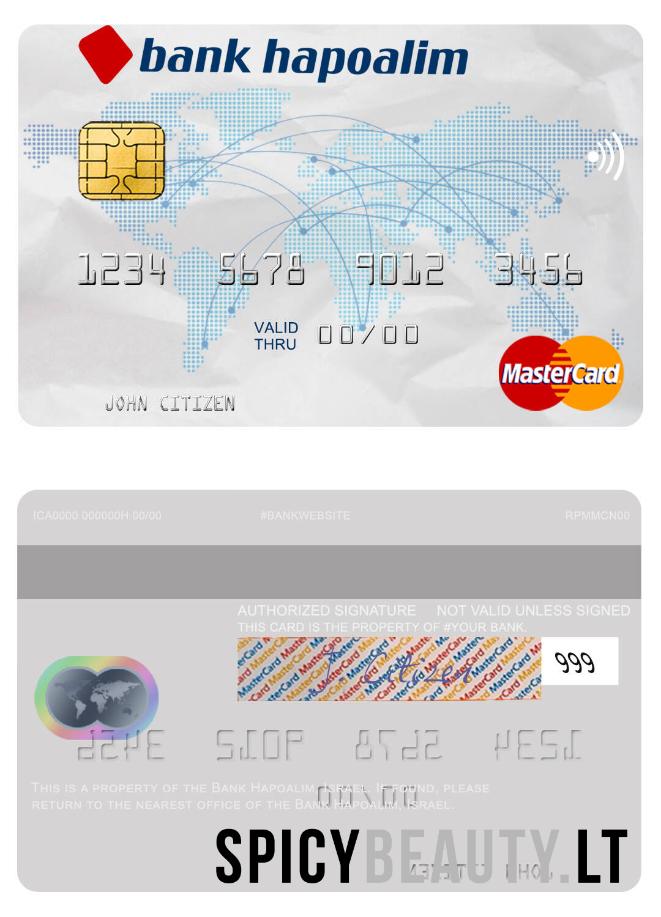 bank hapoalim
1234 5678 9012 3456
VALID THRU 00/00
MasterCard
JOHN CITIZEN
ICA0000 000000H 00/00 #BANKWEBSITE RPMMCN00
AUTHORIZED SIGNATURE NOT VALID UNLESS SIGNED
THIS CARD IS THE PROPERTY OF #YOUR BANK.
J. Citizen 999
THIS IS A PROPERTY OF THE BANK HAPOALIM, ISRAEL. IF FOUND, PLEASE
RETURN TO THE NEAREST OFFICE OF THE BANK HAPOALIM, ISRAEL.
SPICYBEAUTY.LT